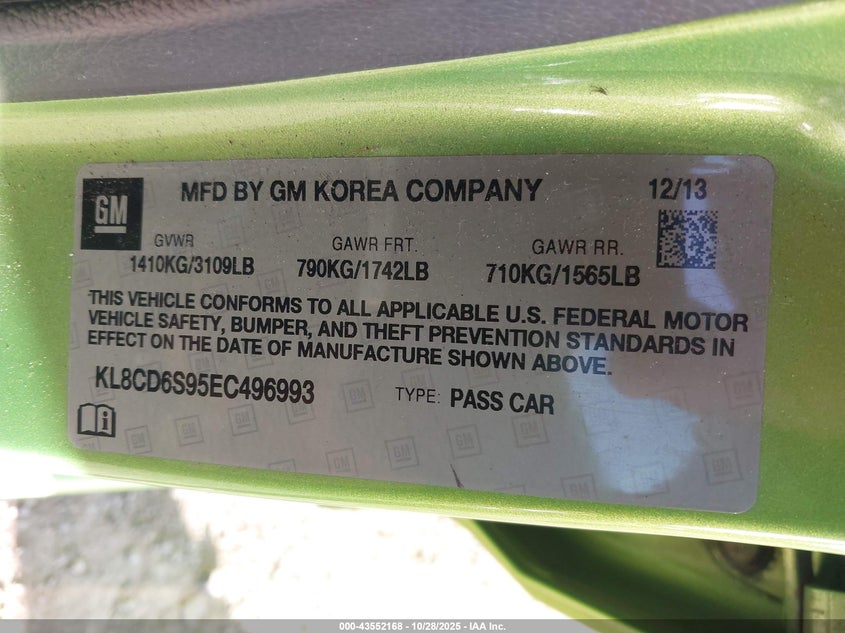 GM
MFD BY GM KOREA COMPANY 12/13
GVWR GAWR FRT. GAWR RR.
1410KG/3109LB 790KG/1742LB 710KG/1565LB
THIS VEHICLE CONFORMS TO ALL APPLICABLE U.S. FEDERAL MOTOR
VEHICLE SAFETY, BUMPER, AND THEFT PREVENTION STANDARDS IN
EFFECT ON THE DATE OF MANUFACTURE SHOWN ABOVE.
KL8CD6S95EC496993 TYPE: PASS CAR
000-43552168 - 10/28/2025 - IAA Inc.